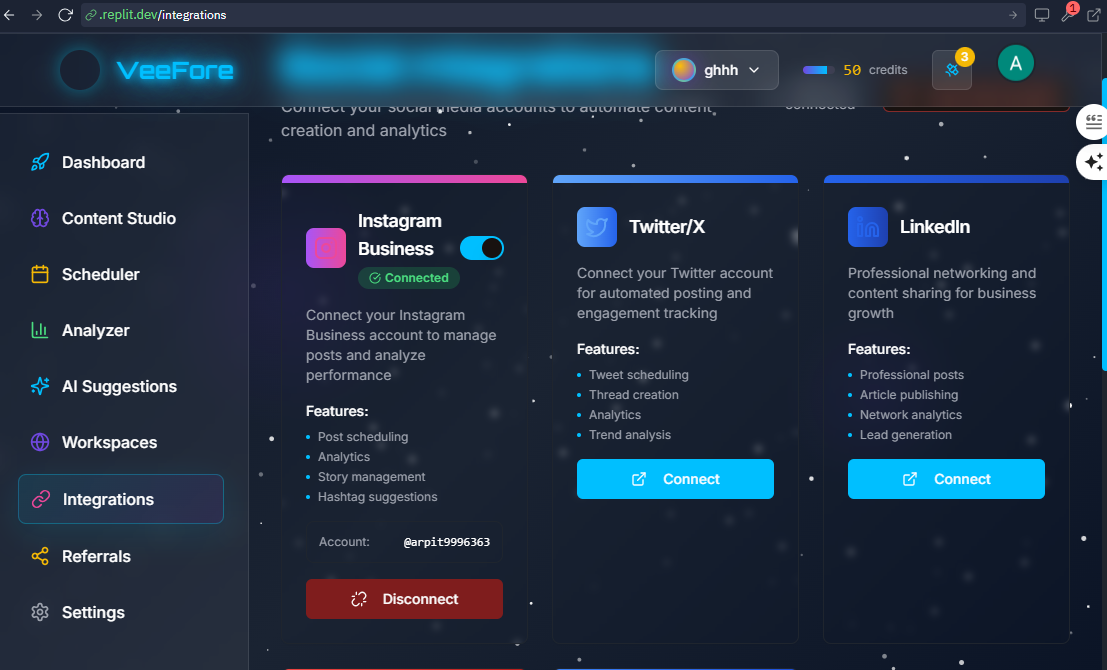 .replit.dev/integrations
1
VeeFore
ghhh
50 credits
3
A
Connect your social media accounts to automate content
creation and analytics
connected
Dashboard
Content Studio
Scheduler
Analyzer
AI Suggestions
Workspaces
Integrations
Referrals
Settings
Instagram
Business
Connected
Connect your Instagram
Business account to manage
posts and analyze
performance
Features:
Post scheduling
Analytics
Story management
Hashtag suggestions
Account: @arpit9996363
Disconnect
Twitter/X
Connect your Twitter account
for automated posting and
engagement tracking
Features:
Tweet scheduling
Thread creation
Analytics
Trend analysis
Connect
LinkedIn
Professional networking and
content sharing for business
growth
Features:
Professional posts
Article publishing
Network analytics
Lead generation
Connect